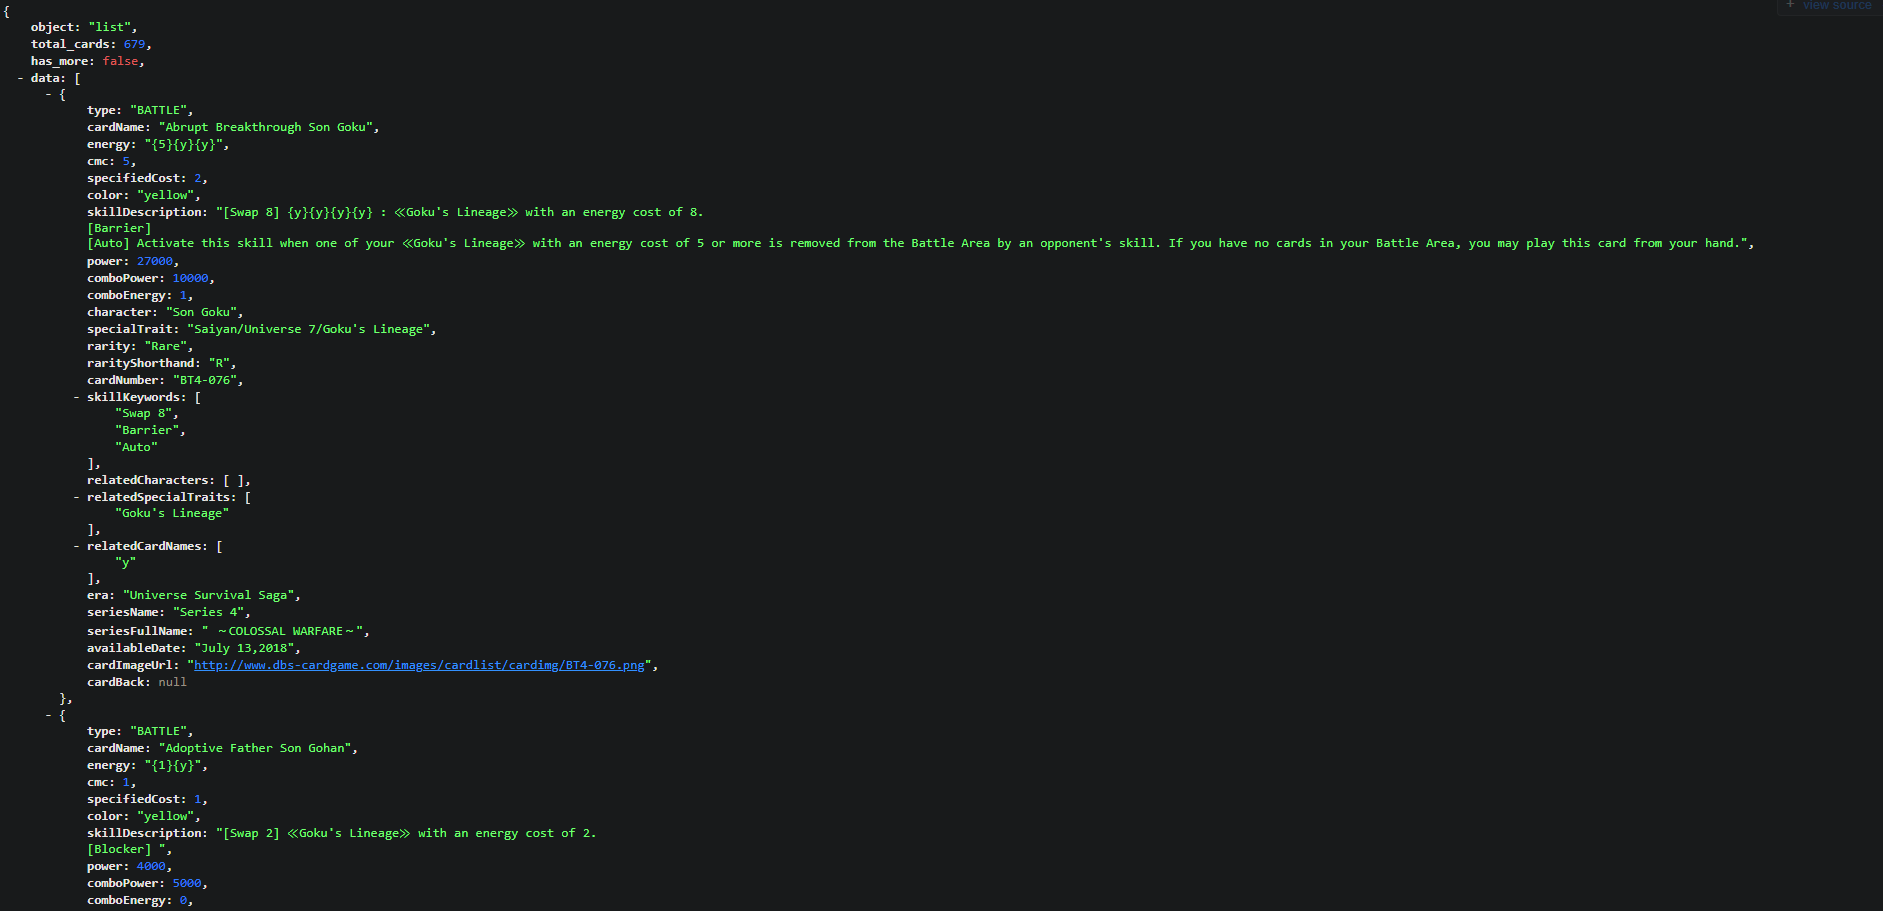 + view source
{
object: "list",
total_cards: 679,
has_more: false,
- data: [
- {
type: "BATTLE",
cardName: "Abrupt Breakthrough Son Goku",
energy: "{5}{y}{y}",
cmc: 5,
specifiedCost: 2,
color: "yellow",
skillDescription: "[Swap 8] {y}{y}{y}{y} : ≪Goku's Lineage≫ with an energy cost of 8.
[Barrier]
[Auto] Activate this skill when one of your ≪Goku's Lineage≫ with an energy cost of 5 or more is removed from the Battle Area by an opponent's skill. If you have no cards in your Battle Area, you may play this card from your hand.",
power: 27000,
comboPower: 10000,
comboEnergy: 1,
character: "Son Goku",
specialTrait: "Saiyan/Universe 7/Goku's Lineage",
rarity: "Rare",
rarityShorthand: "R",
cardNumber: "BT4-076",
- skillKeywords: [
"Swap 8",
"Barrier",
"Auto"
],
relatedCharacters: [ ],
- relatedSpecialTraits: [
"Goku's Lineage"
],
- relatedCardNames: [
"y"
],
era: "Universe Survival Saga",
seriesName: "Series 4",
seriesFullName: " ～COLOSSAL WARFARE～",
availableDate: "July 13,2018",
cardImageUrl: "http://www.dbs-cardgame.com/images/cardlist/cardimg/BT4-076.png",
cardBack: null
},
- {
type: "BATTLE",
cardName: "Adoptive Father Son Gohan",
energy: "{1}{y}",
cmc: 1,
specifiedCost: 1,
color: "yellow",
skillDescription: "[Swap 2] ≪Goku's Lineage≫ with an energy cost of 2.
[Blocker] ",
power: 4000,
comboPower: 5000,
comboEnergy: 0,